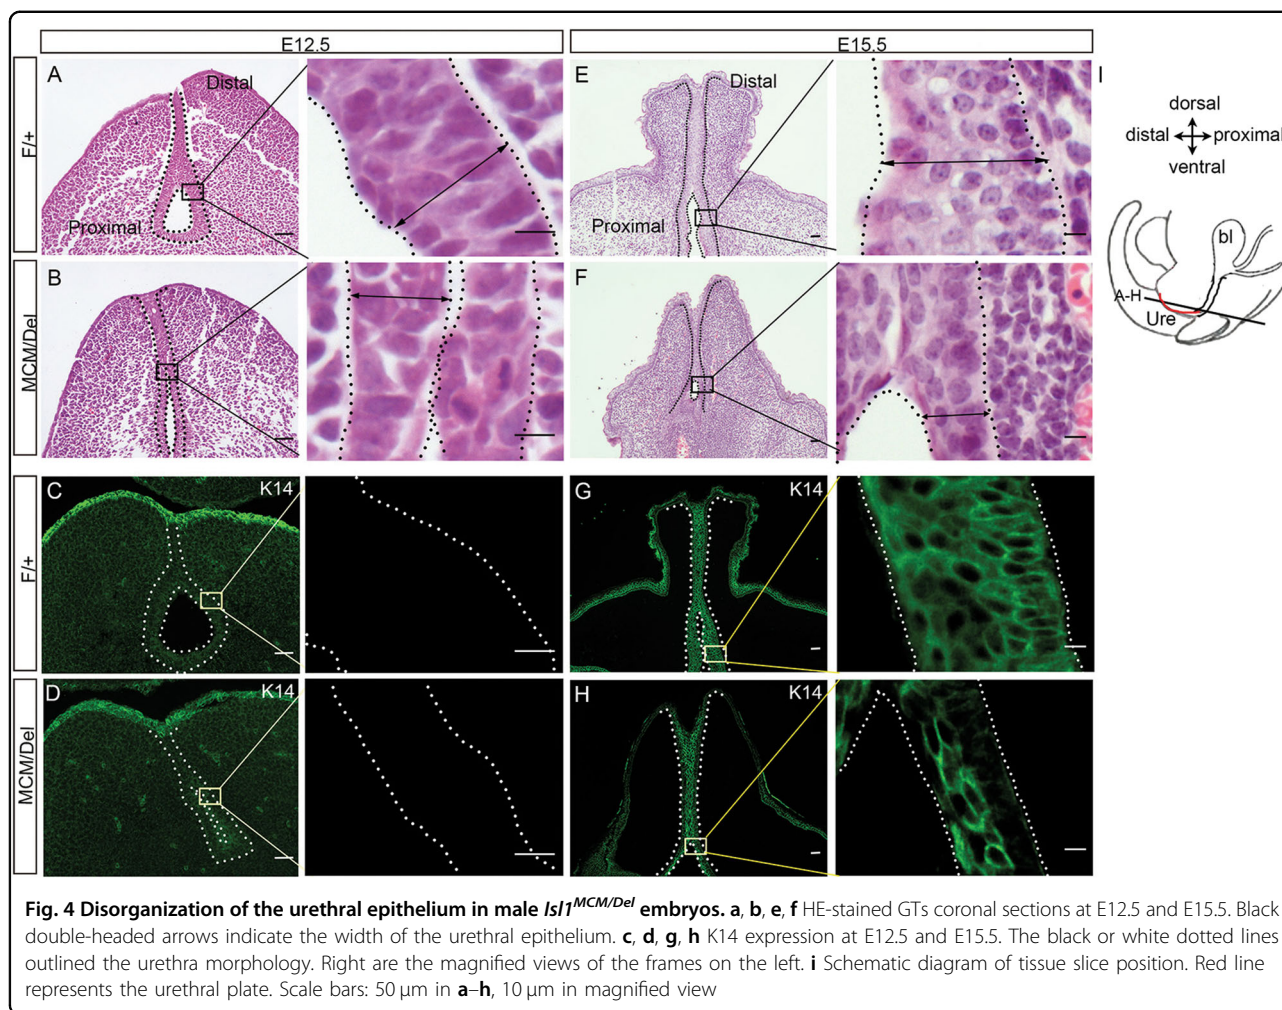 E12.5
E15.5
F/+
MCM/Del
F/+
MCM/Del
A
Distal
Proximal
B
C
K14
D
K14
E
Distal
Proximal
F
G
K14
H
K14
I
dorsal
distal
proximal
ventral
bl
A-H
Ure
Fig. 4 Disorganization of the urethral epithelium in male Isl1MCM/Del embryos. a, b, e, f HE-stained GTs coronal sections at E12.5 and E15.5. Black
double-headed arrows indicate the width of the urethral epithelium. c, d, g, h K14 expression at E12.5 and E15.5. The black or white dotted lines
outlined the urethra morphology. Right are the magnified views of the frames on the left. i Schematic diagram of tissue slice position. Red line
represents the urethral plate. Scale bars: 50 µm in a–h, 10 µm in magnified view